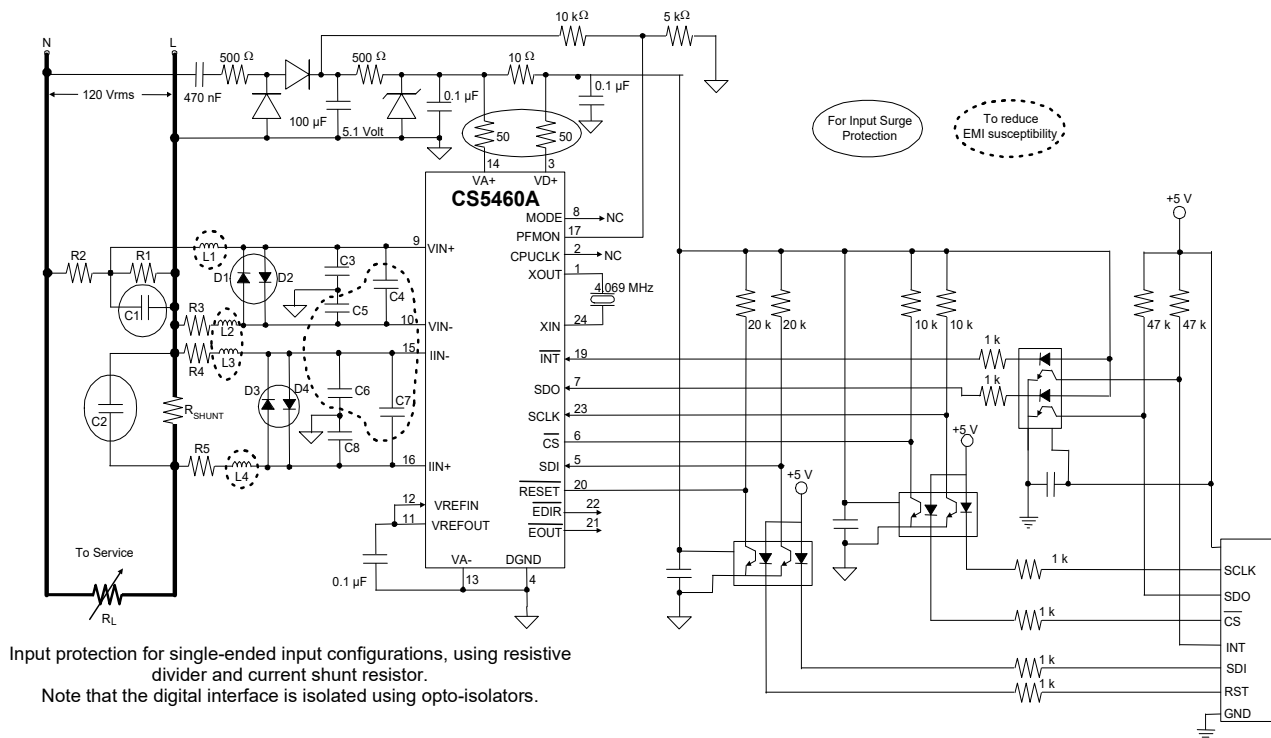 10 kΩ
5 kΩ
N
L
500 Ω
500 Ω
10 Ω
120 Vrms
470 nF
100 µF
5.1 Volt
0.1 µF
0.1 µF
50
50
For Input Surge
Protection
To reduce
EMI susceptibility
14
3
VA+
VD+
CS5460A
+5 V
MODE
8
NC
PFMON
17
CPUCLK
2
NC
XOUT
1
4.069 MHz
XIN
24
9
VIN+
L1
R2
R1
D1
D2
C3
C4
C5
C1
R3
L2
10
VIN-
20 k
20 k
10 k
10 k
47 k
47 k
R4
L3
15
IIN-
INT
19
1 k
SDO
7
1 k
D3
D4
C6
C7
C2
RSHUNT
SCLK
23
CS
6
+5 V
C8
R5
L4
16
IIN+
SDI
5
+5 V
RESET
20
12
VREFIN
EDIR
22
11
VREFOUT
EOUT
21
To Service
VA-
DGND
0.1 µF
13
4
RL
1 k
SCLK
SDO
1 k
CS
INT
1 k
SDI
1 k
RST
GND
Input protection for single-ended input configurations, using resistive
divider and current shunt resistor.
Note that the digital interface is isolated using opto-isolators.